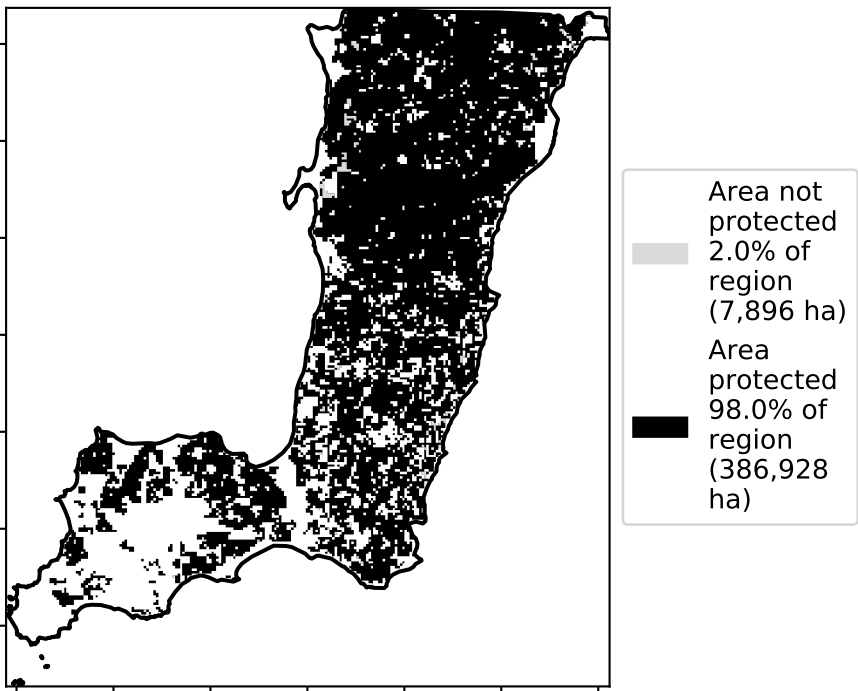 Area not
protected
2.0% of
region
(7,896 ha)
Area
protected
98.0% of
region
(386,928
ha)